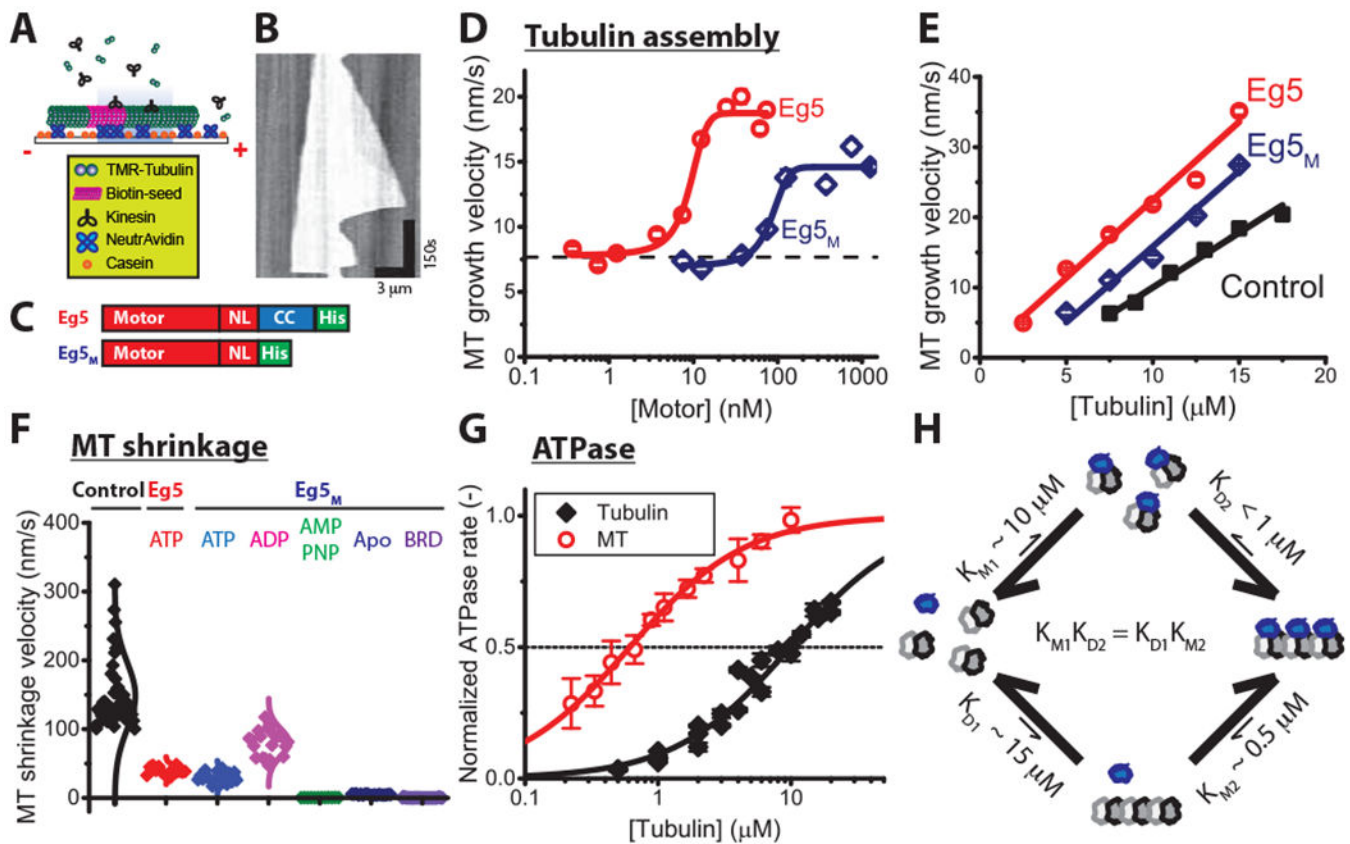 A
TMR-Tubulin
Biotin-seed
Kinesin
NeutrAvidin
Casein
-
+
B
150s
3 μm
C
Eg5
Motor
NL
CC
His
Eg5M
Motor
NL
His
D
Tubulin assembly
MT growth velocity (nm/s)
20
15
10
5
0
Eg5
Eg5M
0.1
1
10
100
1000
[Motor] (nM)
E
MT growth velocity (nm/s)
40
30
20
10
0
Eg5
Eg5M
Control
0
5
10
15
20
[Tubulin] (μM)
F
MT shrinkage
Control
Eg5
Eg5M
ATP
ATP
ADP
AMP
PNP
Apo
BRD
MT shrinkage velocity (nm/s)
400
300
200
100
0
G
ATPase
Normalized ATPase rate (-)
1.0
0.5
0.0
Tubulin
MT
0.1
1
10
[Tubulin] (μM)
H
KM1 ~ 10 μM
KD2 < 1 μM
KM1KD2 = KD1KM2
KD1 ~ 15 μM
KM2 ~ 0.5 μM